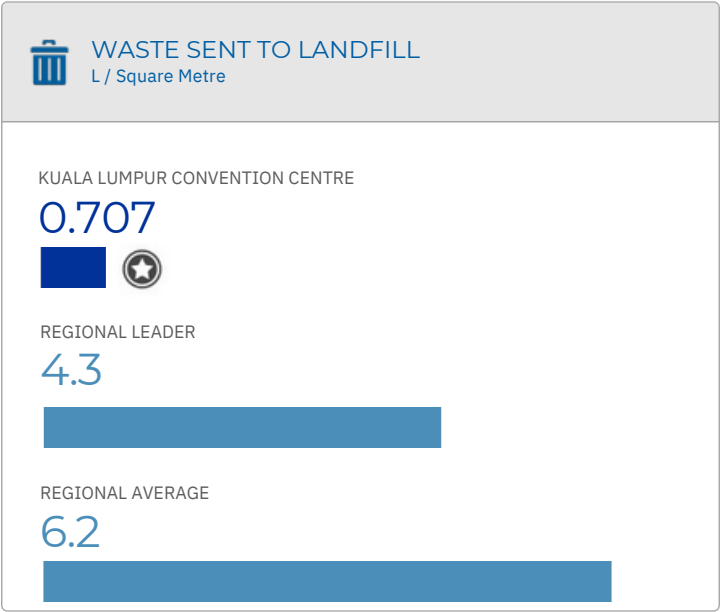 WASTE SENT TO LANDFILL
L / Square Metre
KUALA LUMPUR CONVENTION CENTRE
0.707
REGIONAL LEADER
4.3
REGIONAL AVERAGE
6.2